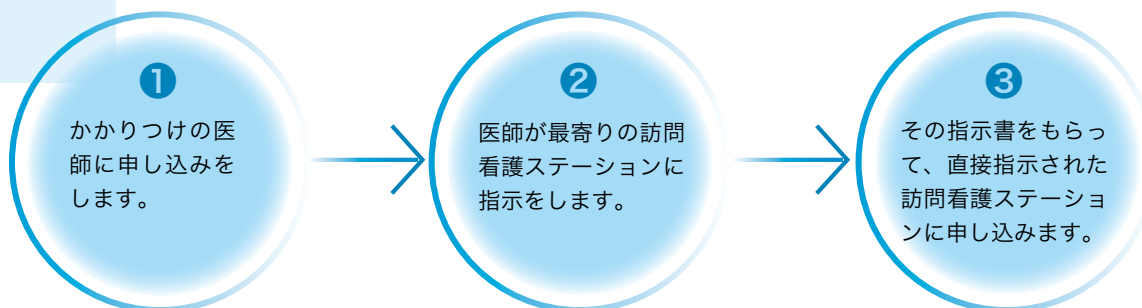 ❶
かかりつけの医
師に申し込みを
します。
❷
医師が最寄りの訪問
看護ステーションに
指示をします。
❸
その指示書をもらっ
て、直接指示された
訪問看護ステーショ
ンに申し込みます。